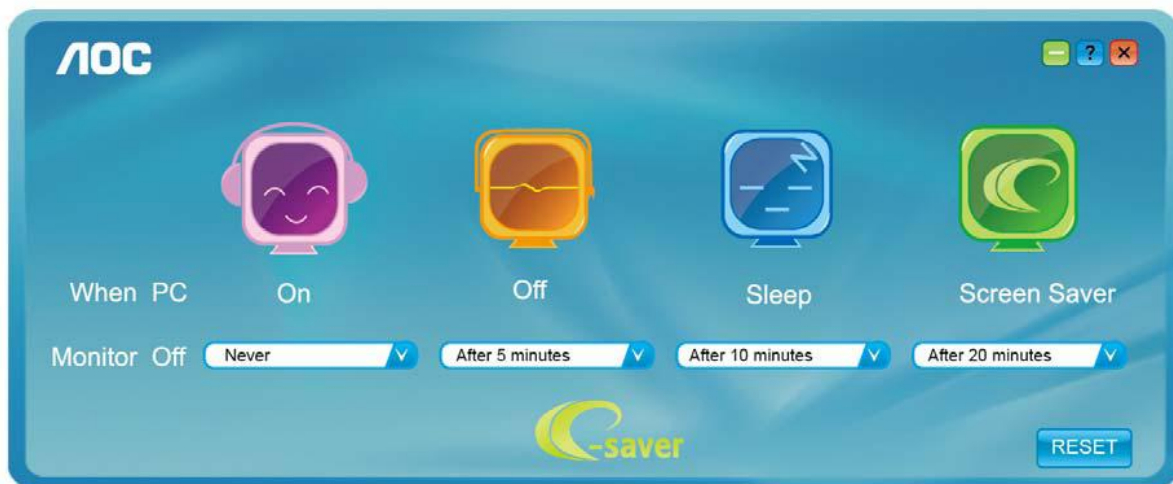 AOC
?
When PC On Off Sleep Screen Saver
Monitor Off Never After 5 minutes After 10 minutes After 20 minutes
e-saver
RESET